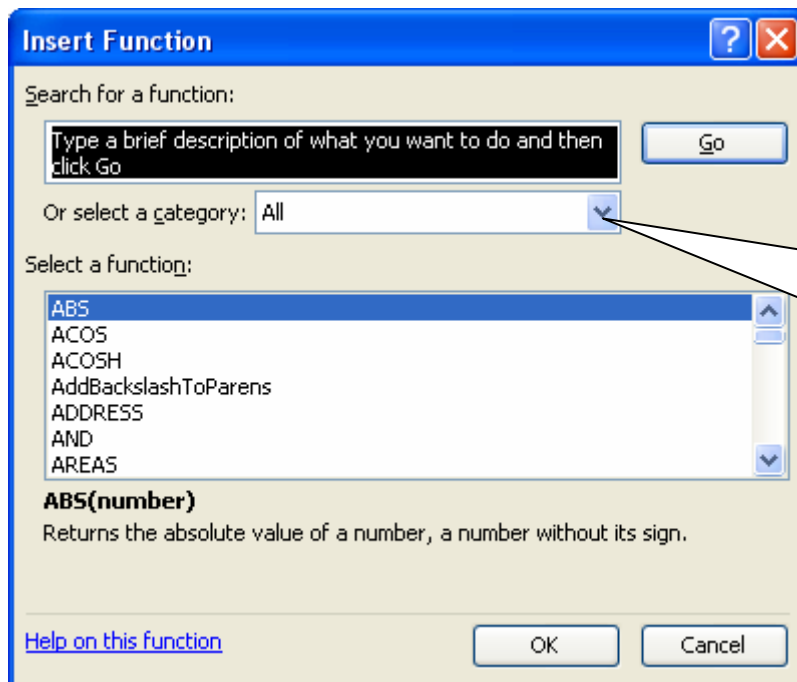 Insert Function
Search for a function:
Type a brief description of what you want to do and then
click Go
Go
Or select a category: All
Select a function:
ABS
ACOS
ACOSH
AddBackslashToParens
ADDRESS
AND
AREAS
ABS(number)
Returns the absolute value of a number, a number without its sign.
Help on this function
OK
Cancel